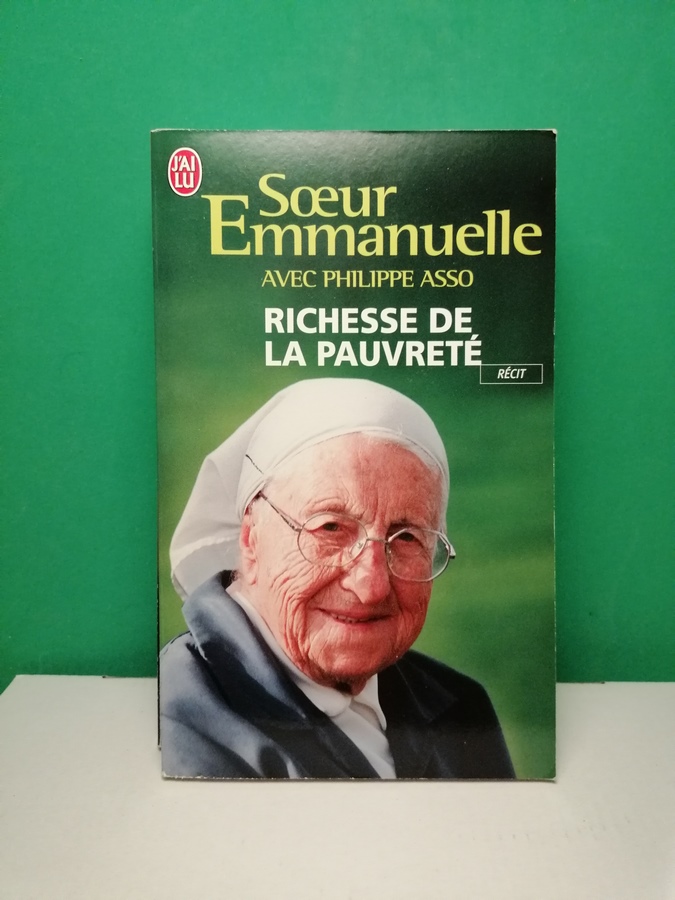 J'AI
LU
Sœur
Emmanuelle
AVEC PHILIPPE ASSO
RICHESSE DE
LA PAUVRETÉ
RÉCIT